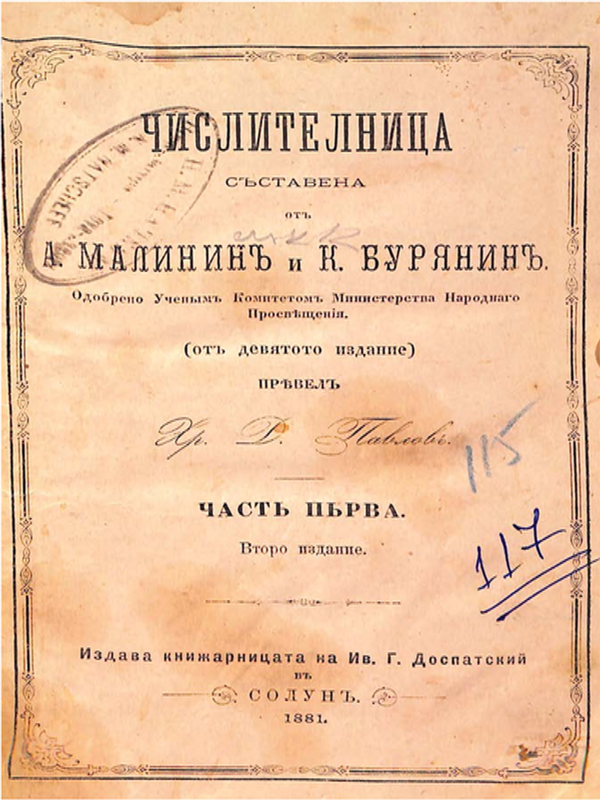 ЧИСЛИТЕЛНИЦА
СЪСТАВЕНА
отъ
А. МАЛИНИНЪ и К. БУРЯНИНЪ.
Одобрено Ученымъ Комитетомъ Министерства Народнаго
Просвѣщенія.
(отъ девятото издание)
ПРѢВЕЛЪ
Хр. Д. Павловъ.
115
ЧАСТЬ ПЬРВА.
Второ издание.
117
Издава книжарницата на Ив. Г. Доспатский
въ
СОЛУНЪ.
1881.